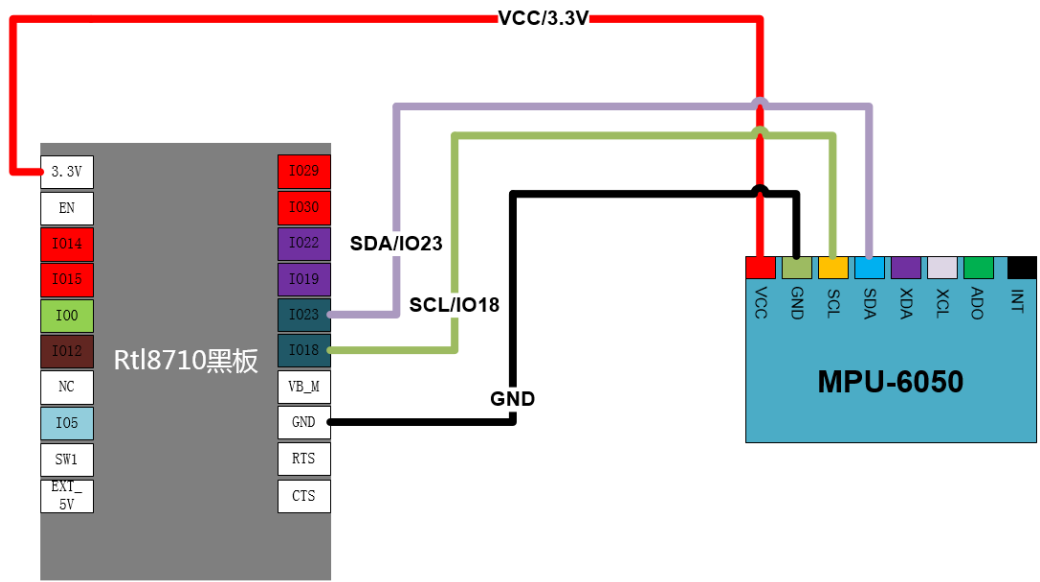 VCC/3.3V
3.3V
EN
IO14
IO15
IO0
IO12
NC
IO5
SW1
EXT_
5V
Rtl8710黑板
IO29
IO30
IO22
IO19
IO23
IO18
VB_M
GND
RTS
CTS
SDA/IO23
SCL/IO18
GND
VCC
GND
SCL
SDA
XDA
XCL
ADO
INT
MPU-6050